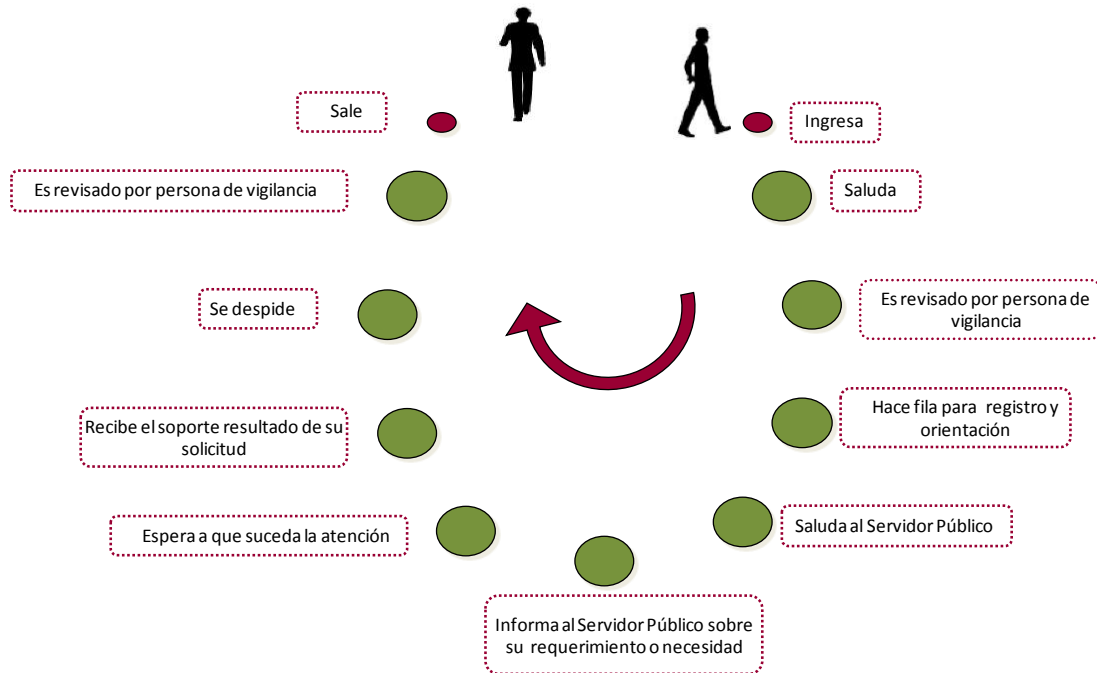 Ingresa
Saluda
Es revisado por persona de
vigilancia
Hace fila para registro y
orientación
Saluda al Servidor Público
Informa al Servidor Público sobre
su requerimiento o necesidad
Espera a que suceda la atención
Recibe el soporte resultado de su
solicitud
Se despide
Es revisado por persona de vigilancia
Sale